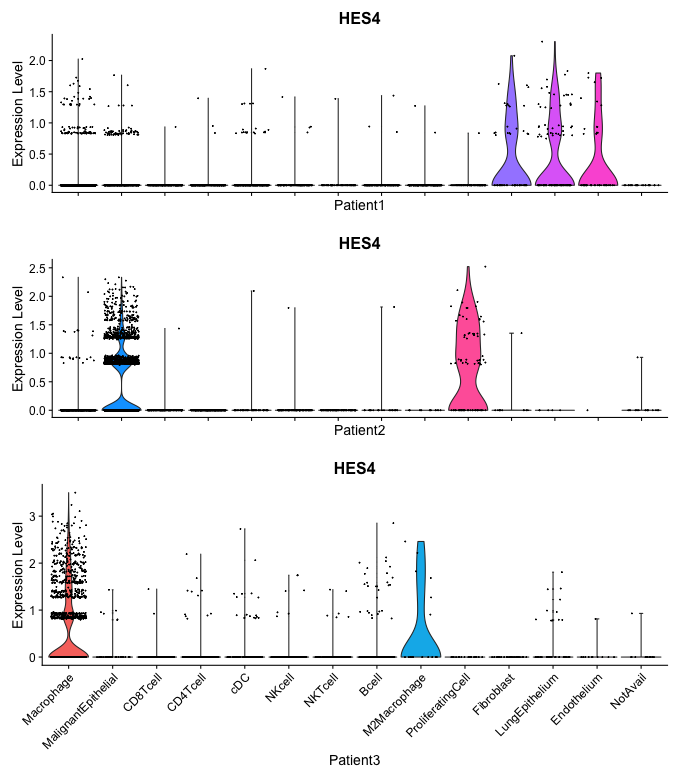 HES4
Expression Level
2.0
1.5
1.0
0.5
0.0
Patient1
HES4
Expression Level
2.5
2.0
1.5
1.0
0.5
0.0
Patient2
HES4
Expression Level
3
2
1
0
Macrophage
MalignantEpithelial
CD8Tcell
CD4Tcell
cDC
NKcell
NKTcell
Bcell
M2Macrophage
ProliferatingCell
Fibroblast
LungEpithelium
Endothelium
NotAvail
Patient3